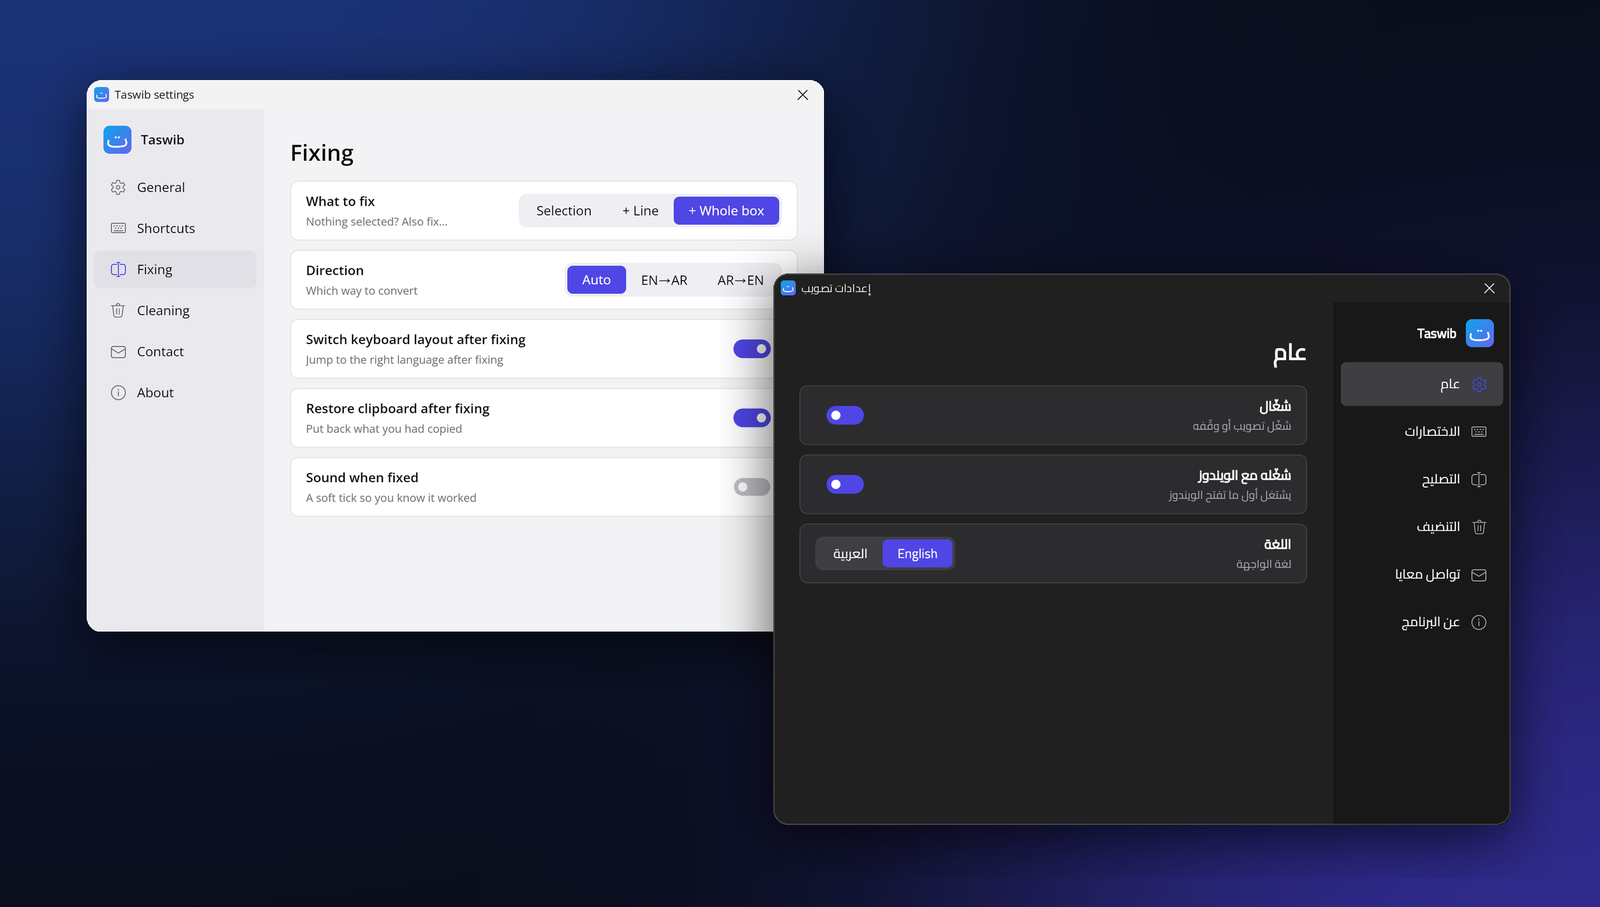 Taswib settings
Taswib
General
Shortcuts
Fixing
Cleaning
Contact
About
Fixing
What to fix
Nothing selected? Also fix...
Selection + Line + Whole box
Direction
Which way to convert
Auto EN→AR AR→EN
Switch keyboard layout after fixing
Jump to the right language after fixing
Restore clipboard after fixing
Put back what you had copied
Sound when fixed
A soft tick so you know it worked
إعدادات تصويب
Taswib
عام
الاختصارات
التصليح
التنضيف
تواصل معايا
عن البرنامج
عام
شغّال
شغّل تصويب أو وقّفه
شغّله مع الويندوز
يشتغل أول ما تفتح الويندوز
اللغة
لغة الواجهة
English العربية